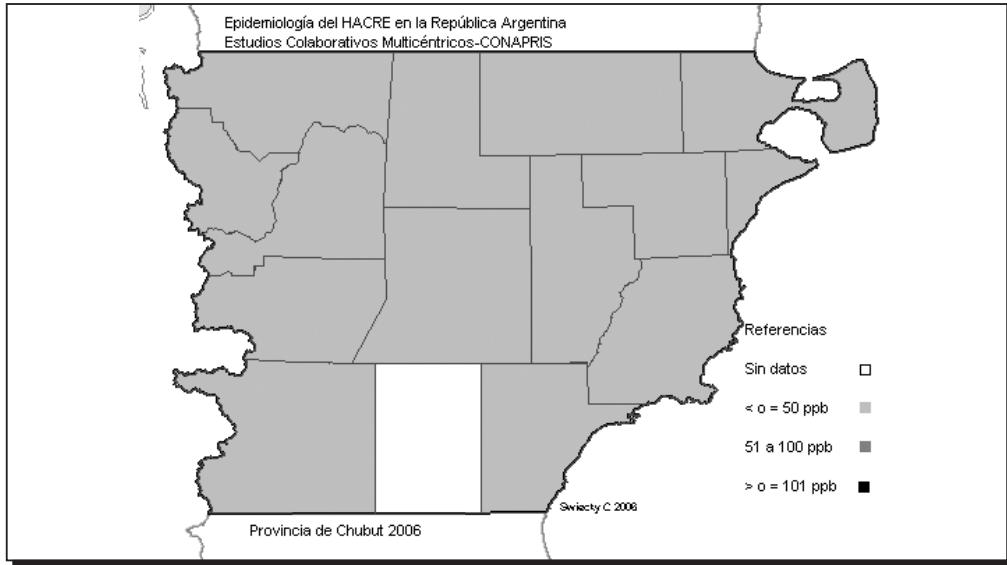 Epidemiología del HACRE en la República Argentina
Estudios Colaborativos Multicéntricos-CONAPRIS
Referencias
Sin datos
< o = 50 ppb
51 a 100 ppb
> o = 101 ppb
Swiecty C 2006
Provincia de Chubut 2006